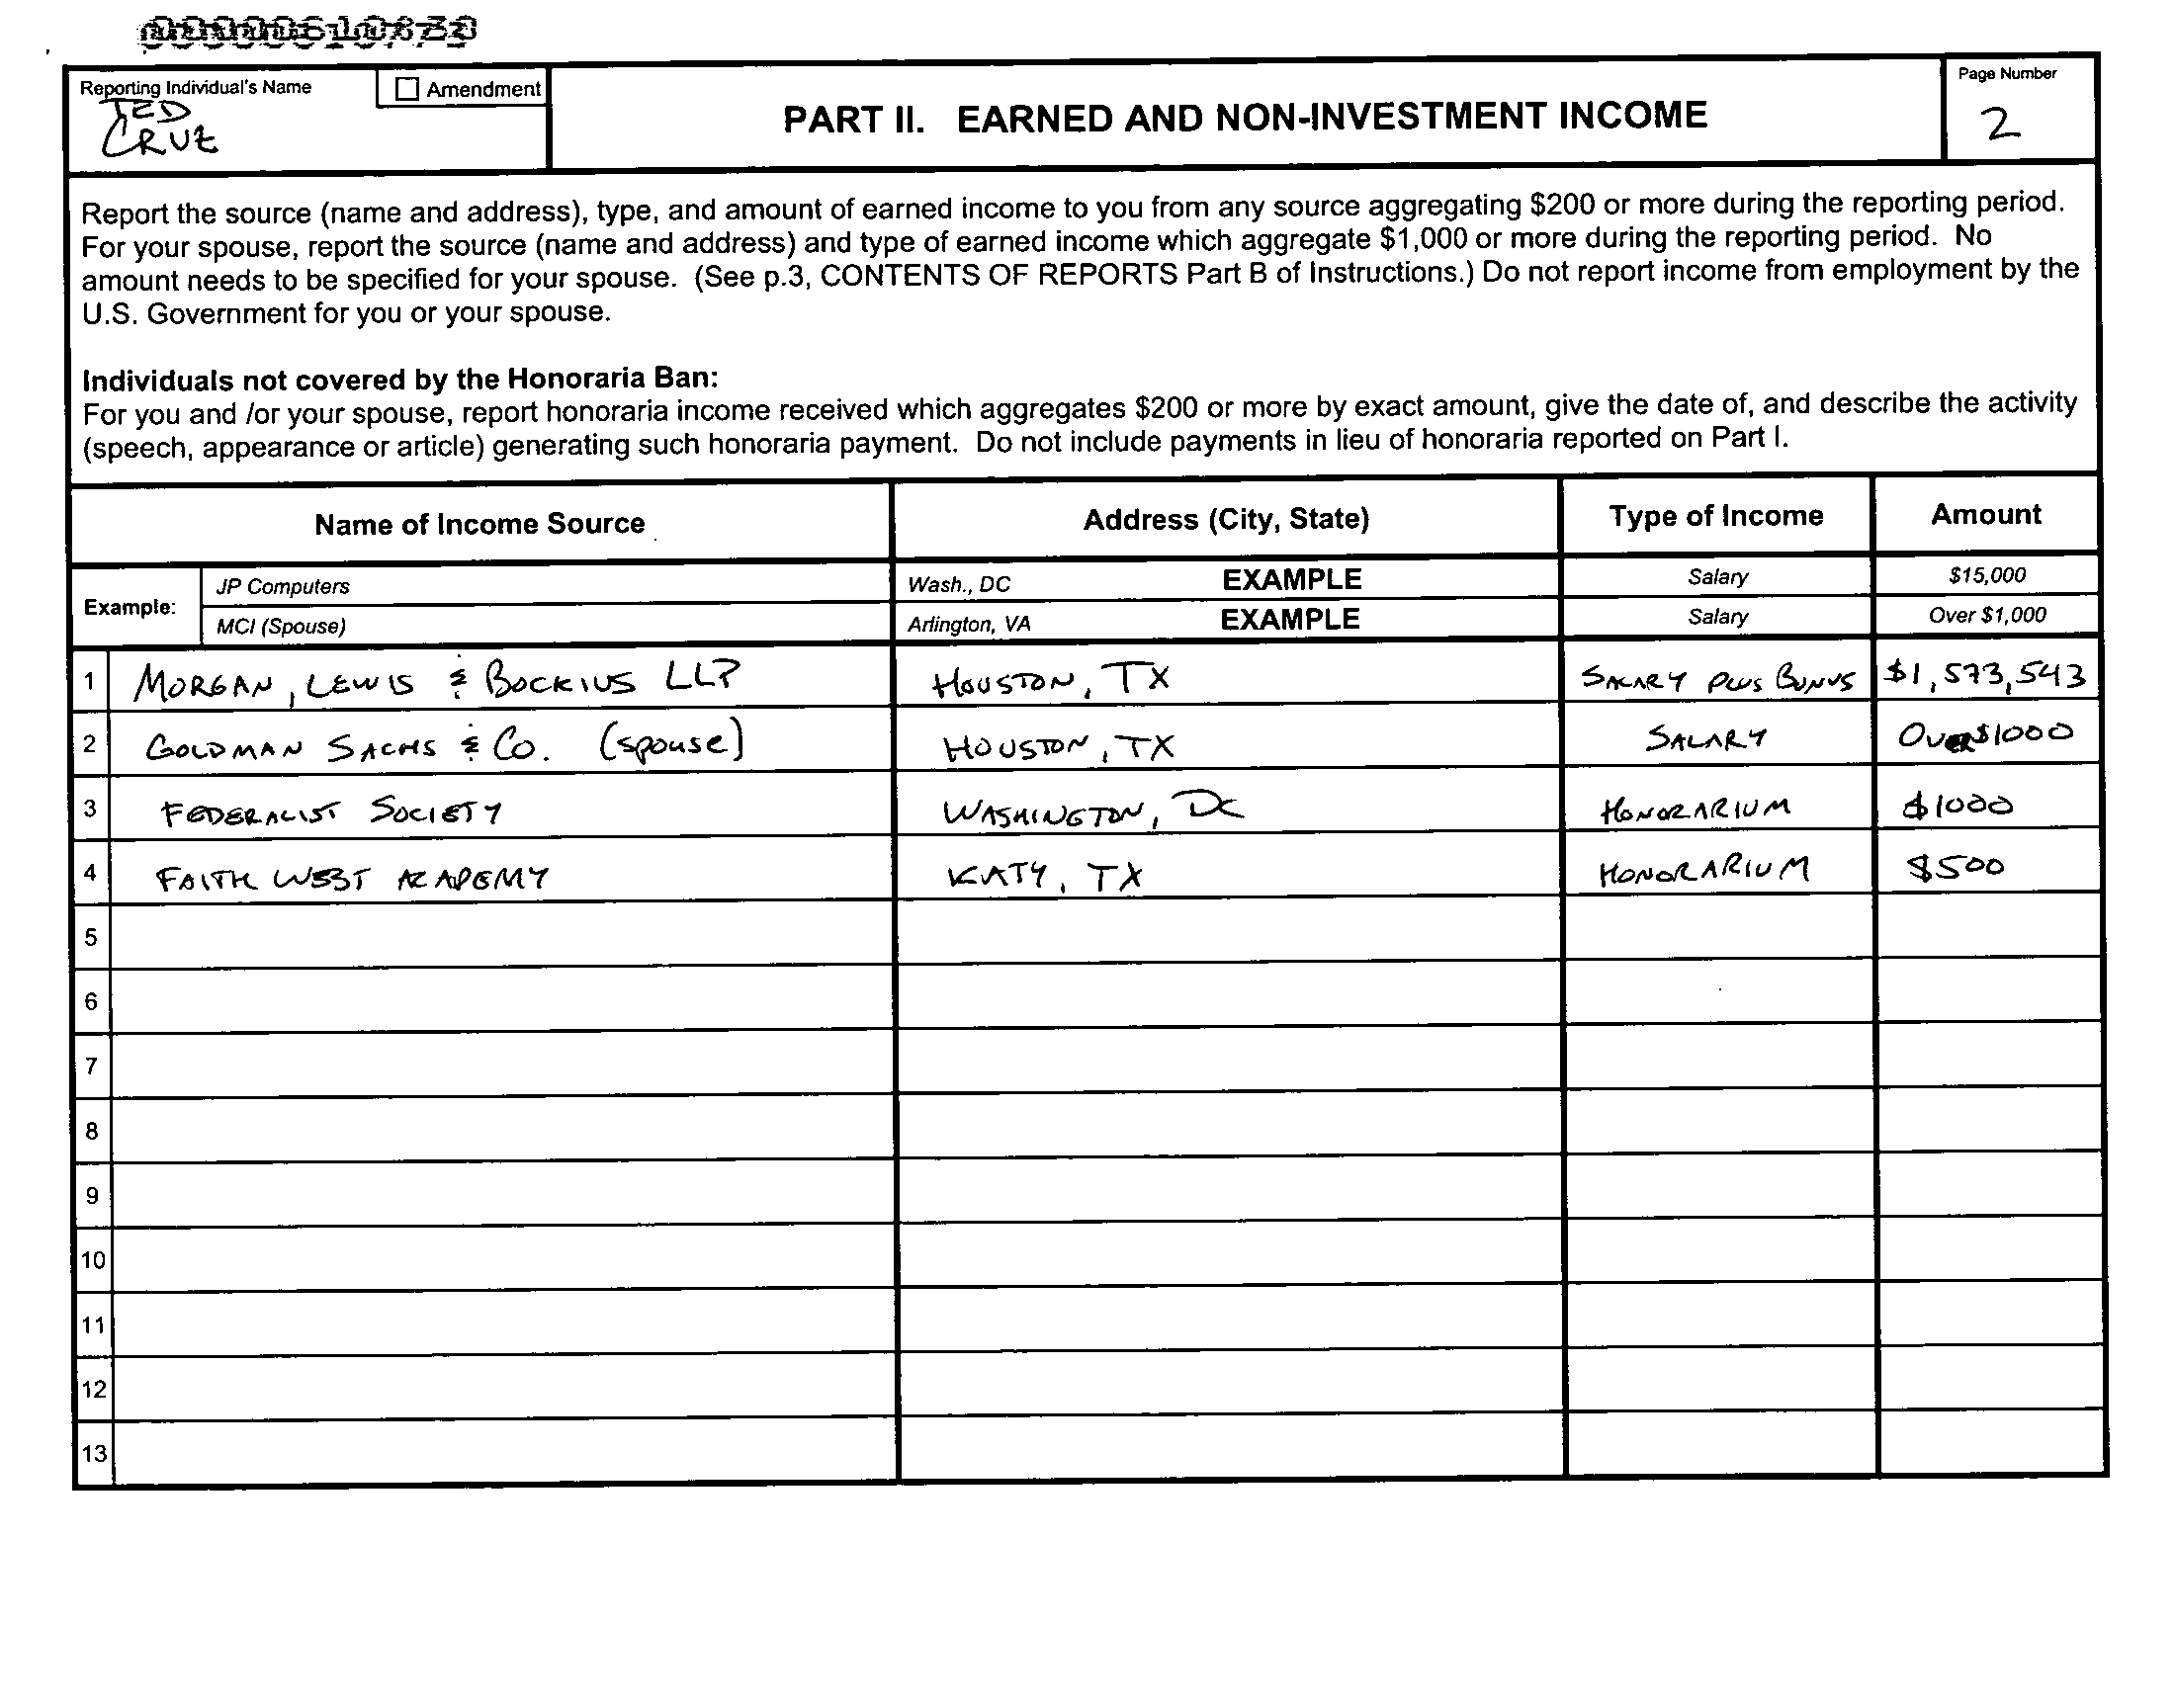 Reporting Individual's Name
Amendment
TED
CRUZ
PART II. EARNED AND NON-INVESTMENT INCOME
Page Number
2
Report the source (name and address), type, and amount of earned income to you from any source aggregating $200 or more during the reporting period.
For your spouse, report the source (name and address) and type of earned income which aggregate $1,000 or more during the reporting period. No
amount needs to be specified for your spouse. (See p.3, CONTENTS OF REPORTS Part B of Instructions.) Do not report income from employment by the
U.S. Government for you or your spouse.
Individuals not covered by the Honoraria Ban:
For you and /or your spouse, report honoraria income received which aggregates $200 or more by exact amount, give the date of, and describe the activity
(speech, appearance or article) generating such honoraria payment. Do not include payments in lieu of honoraria reported on Part I.
Name of Income Source Address (City, State) Type of Income Amount
Example: JP Computers Wash., DC EXAMPLE Salary $15,000
MCI (Spouse) Arlington, VA EXAMPLE Salary Over $1,000
1 MORGAN, LEWIS & BOCKIUS LLP HOUSTON, TX SALARY PLUS BONUS $1,573,543
2 GOLDMAN SACHS & CO. (spouse) HOUSTON, TX SALARY OVER $1000
3 FEDERALIST SOCIETY WASHINGTON, DC HONORARIUM $1000
4 FAITH WEST ACADEMY KATY, TX HONORARIUM $500
5
6
7
8
9
10
11
12
13